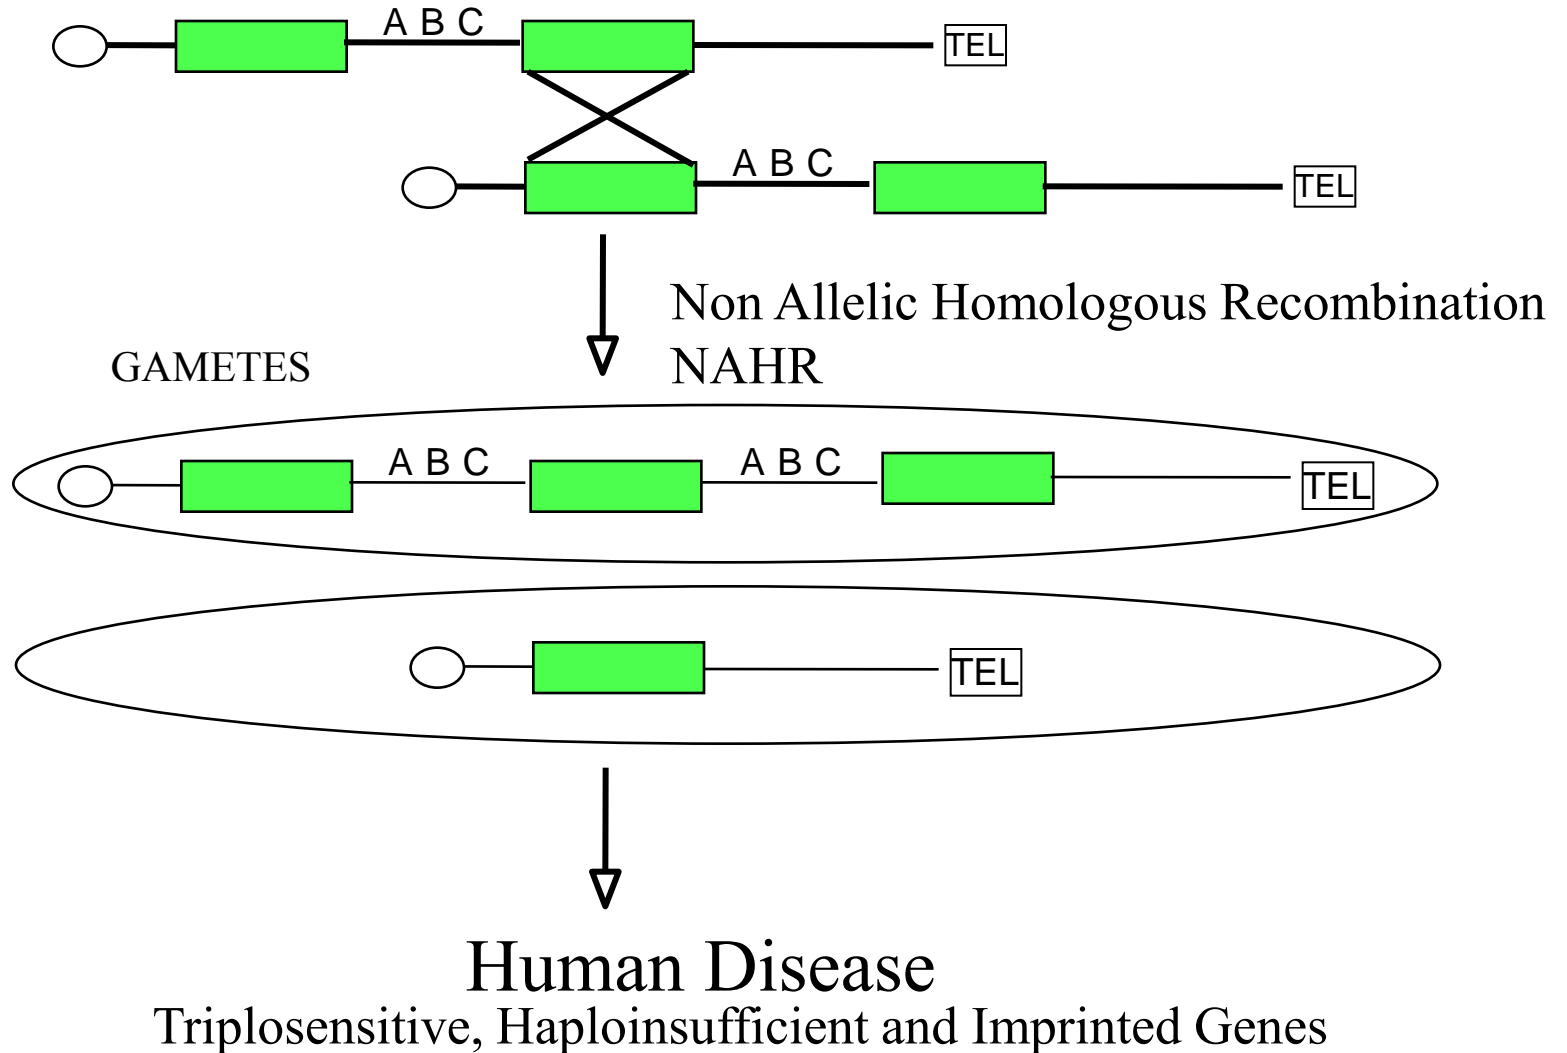 A B C
TEL
A B C
TEL
Non Allelic Homologous Recombination
NAHR
GAMETES
A B C A B C
TEL
TEL
Human Disease
Triplosensitive, Haploinsufficient and Imprinted Genes